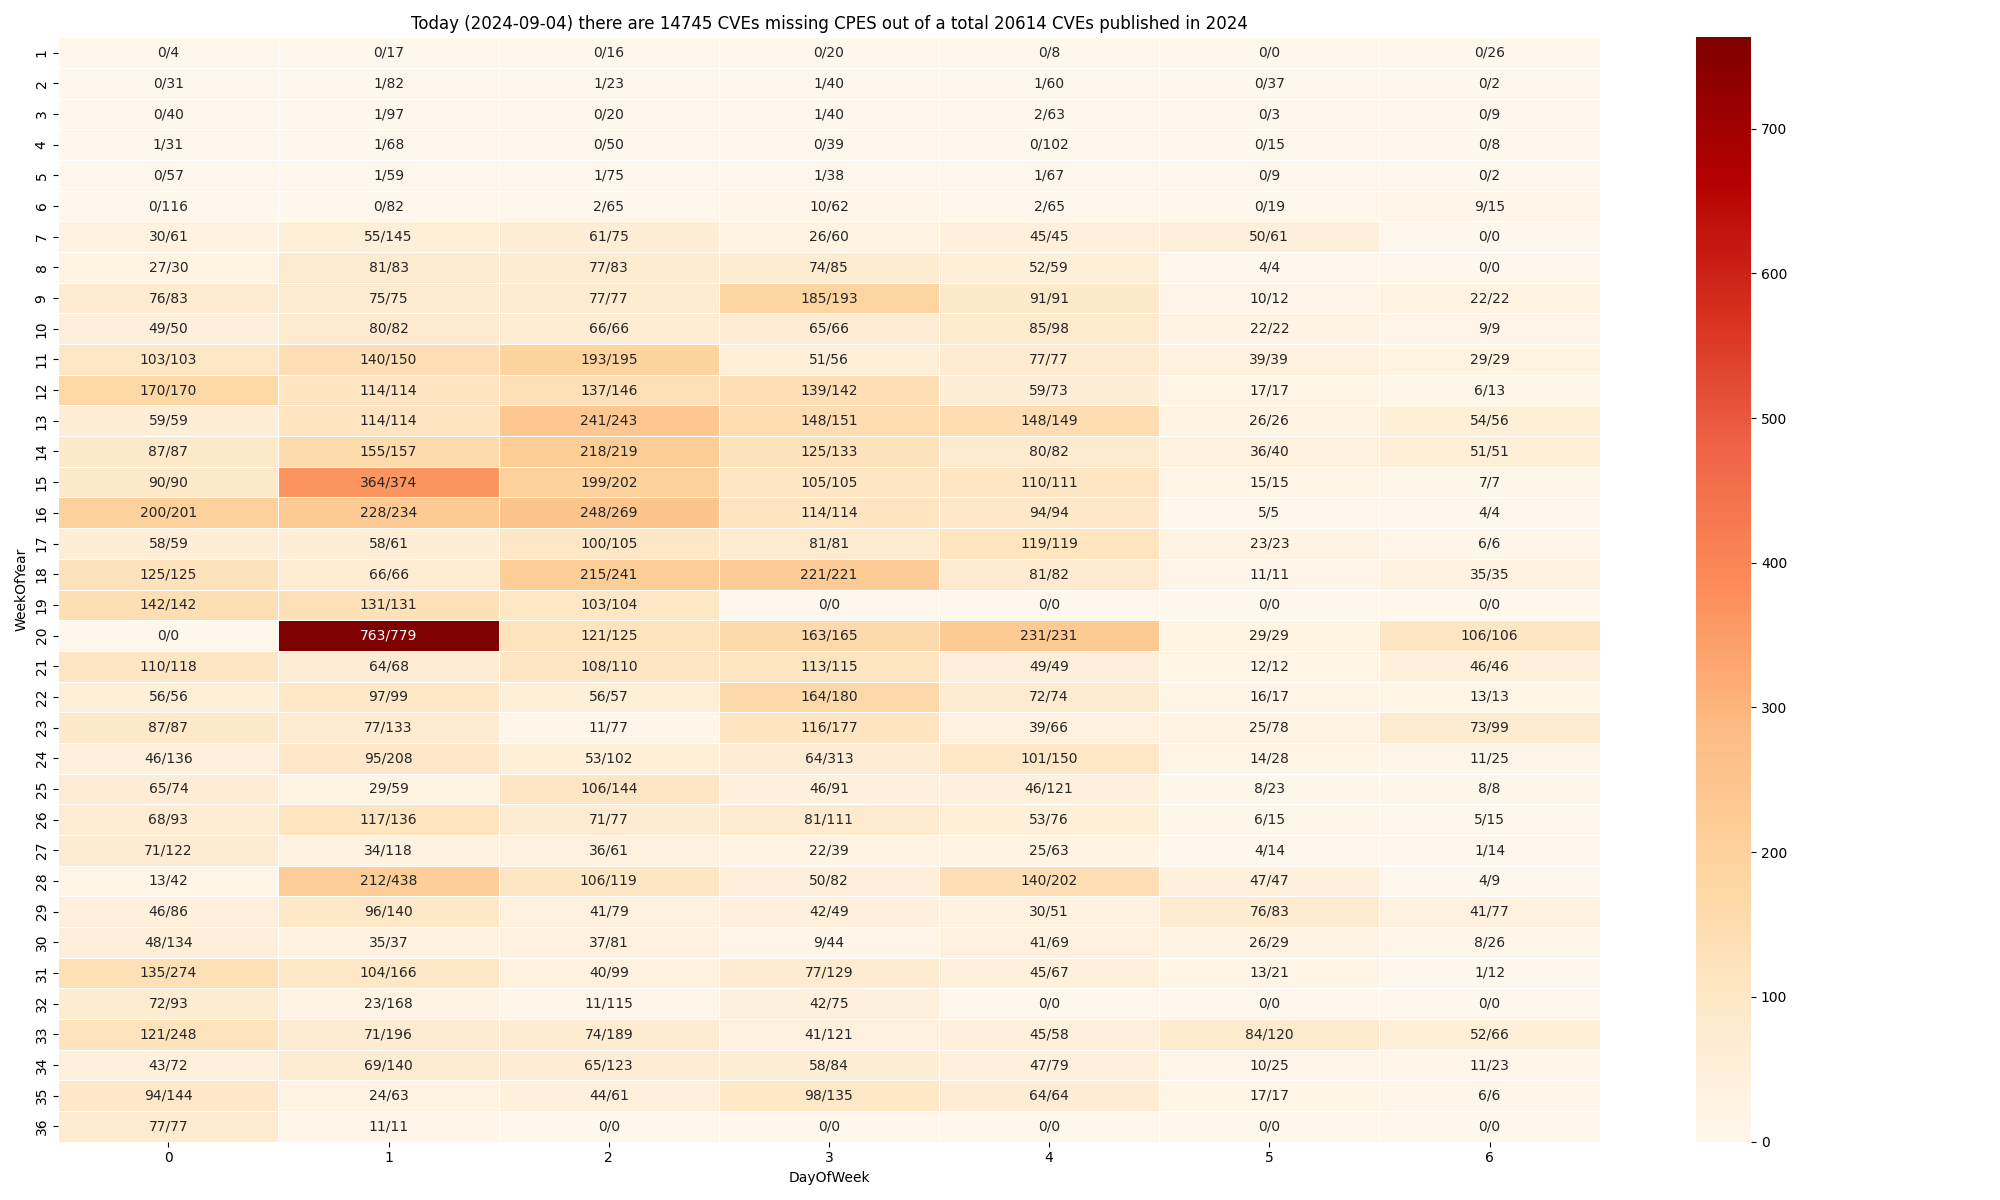 Today (2024-09-04) there are 14745 CVEs missing CPES out of a total 20614 CVEs published in 2024
WeekOfYear
1 0/4 0/17 0/16 0/20 0/8 0/0 0/26
2 0/31 1/82 1/23 1/40 1/60 0/37 0/2
3 0/40 1/97 0/20 1/40 2/63 0/3 0/9
4 1/31 1/68 0/50 0/39 0/102 0/15 0/8
5 0/57 1/59 1/75 1/38 1/67 0/9 0/2
6 0/116 0/82 2/65 10/62 2/65 0/19 9/15
7 30/61 55/145 61/75 26/60 45/45 50/61 0/0
8 27/30 81/83 77/83 74/85 52/59 4/4 0/0
9 76/83 75/75 77/77 185/193 91/91 10/12 22/22
10 49/50 80/82 66/66 65/66 85/98 22/22 9/9
11 103/103 140/150 193/195 51/56 77/77 39/39 29/29
12 170/170 114/114 137/146 139/142 59/73 17/17 6/13
13 59/59 114/114 241/243 148/151 148/149 26/26 54/56
14 87/87 155/157 218/219 125/133 80/82 36/40 51/51
15 90/90 364/374 199/202 105/105 110/111 15/15 7/7
16 200/201 228/234 248/269 114/114 94/94 5/5 4/4
17 58/59 58/61 100/105 81/81 119/119 23/23 6/6
18 125/125 66/66 215/241 221/221 81/82 11/11 35/35
19 142/142 131/131 103/104 0/0 0/0 0/0 0/0
20 0/0 763/779 121/125 163/165 231/231 29/29 106/106
21 110/118 64/68 108/110 113/115 49/49 12/12 46/46
22 56/56 97/99 56/57 164/180 72/74 16/17 13/13
23 87/87 77/133 11/77 116/177 39/66 25/78 73/99
24 46/136 95/208 53/102 64/313 101/150 14/28 11/25
25 65/74 29/59 106/144 46/91 46/121 8/23 8/8
26 68/93 117/136 71/77 81/111 53/76 6/15 5/15
27 71/122 34/118 36/61 22/39 25/63 4/14 1/14
28 13/42 212/438 106/119 50/82 140/202 47/47 4/9
29 46/86 96/140 41/79 42/49 30/51 76/83 41/77
30 48/134 35/37 37/81 9/44 41/69 26/29 8/26
31 135/274 104/166 40/99 77/129 45/67 13/21 1/12
32 72/93 23/168 11/115 42/75 0/0 0/0 0/0
33 121/248 71/196 74/189 41/121 45/58 84/120 52/66
34 43/72 69/140 65/123 58/84 47/79 10/25 11/23
35 94/144 24/63 44/61 98/135 64/64 17/17 6/6
36 77/77 11/11 0/0 0/0 0/0 0/0 0/0
0 1 2 3 4 5 6
DayOfWeek
700
600
500
400
300
200
100
0